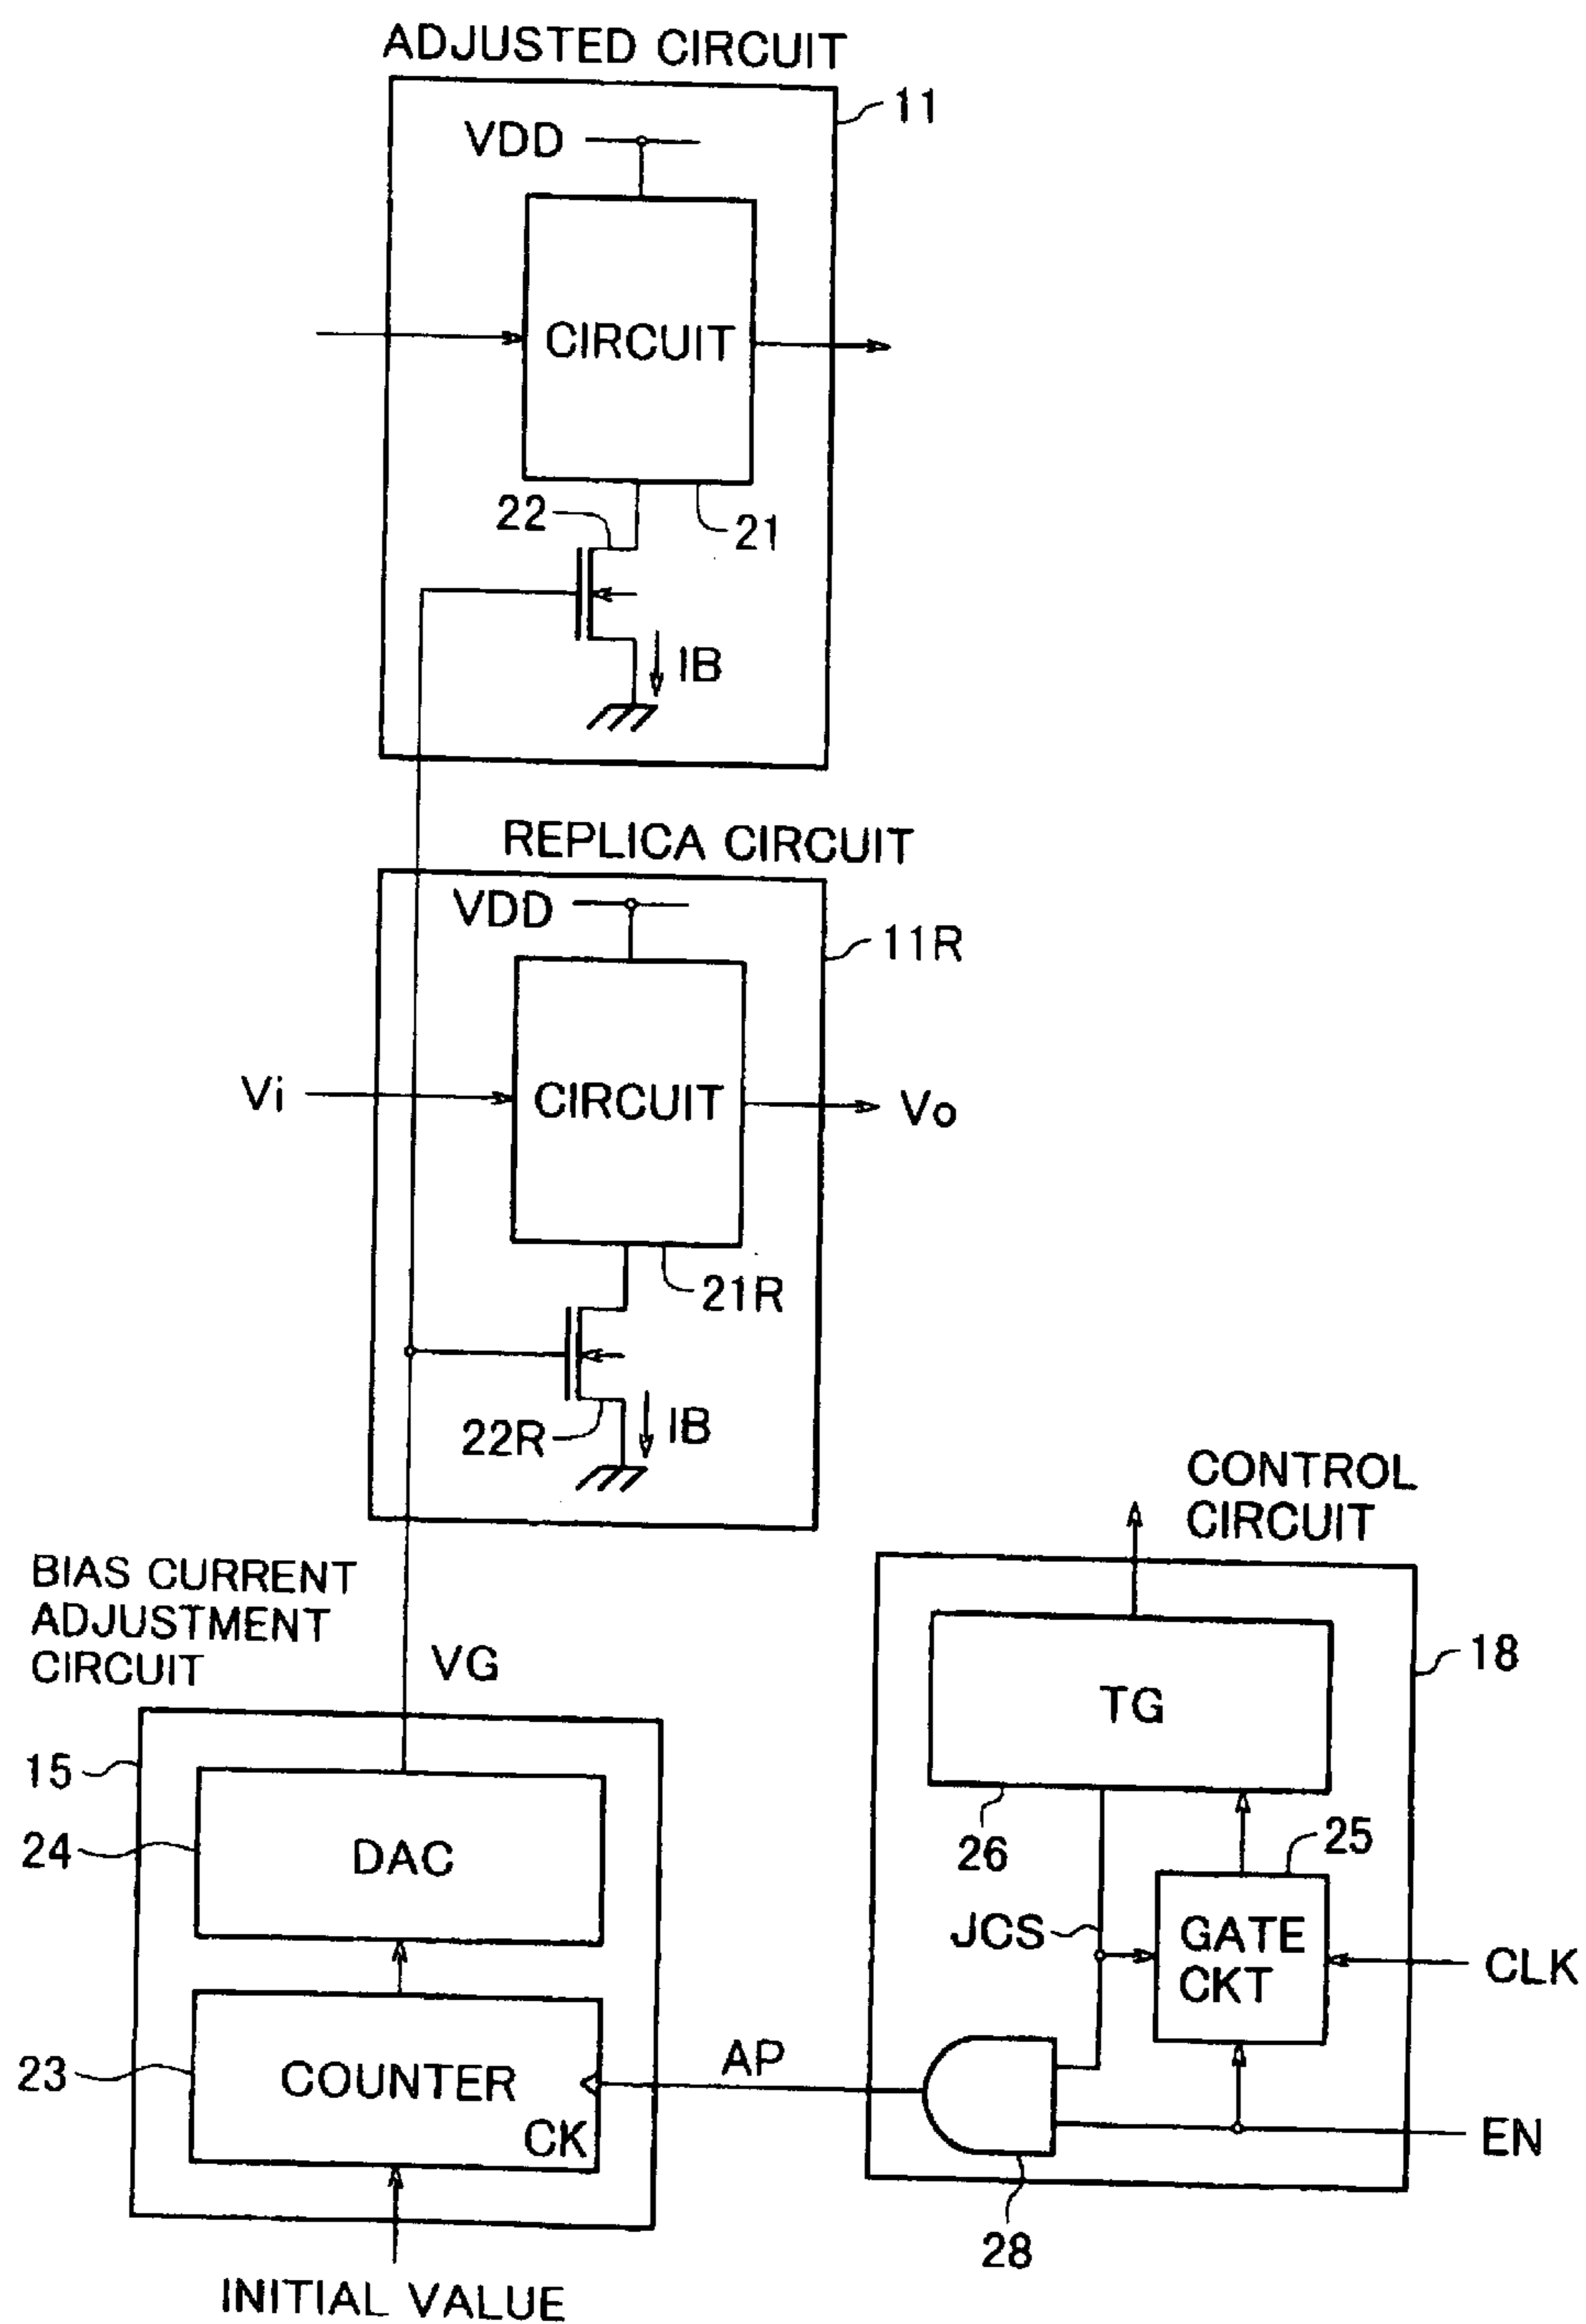 ADJUSTED CIRCUIT
11
VDD
CIRCUIT
22
21
IB
REPLICA CIRCUIT
VDD
11R
Vi
CIRCUIT
Vo
21R
22R
IB
CONTROL
CIRCUIT
BIAS CURRENT
ADJUSTMENT
CIRCUIT
VG
18
TG
15
24
DAC
26
25
JCS
GATE
CKT
CLK
23
COUNTER
CK
AP
EN
28
INITIAL VALUE